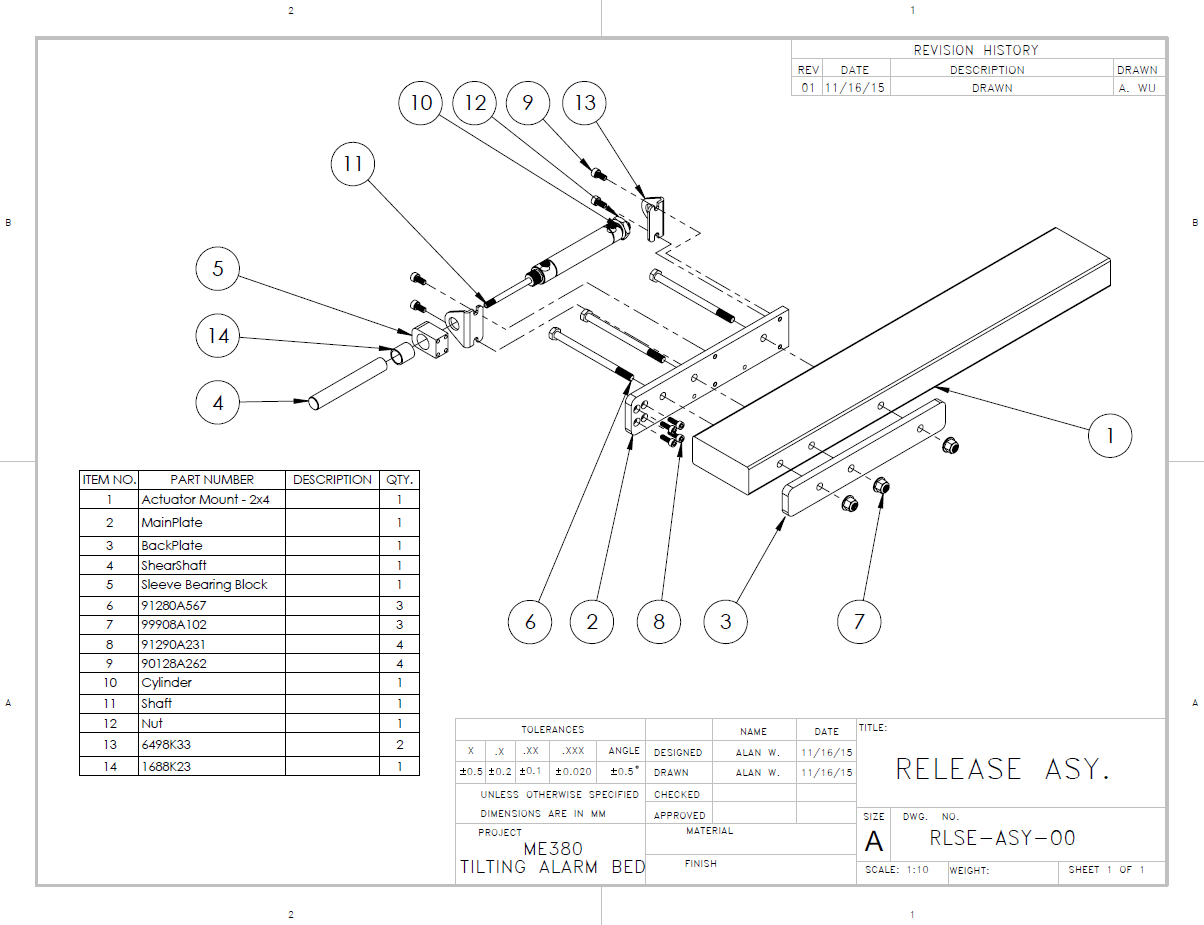 2 1
REVISION HISTORY
REV DATE DESCRIPTION DRAWN
01 11/16/15 DRAWN A. WU
10 12 9 13
11
B B
5
14
4
1
6 2 8 3 7
ITEM NO. PART NUMBER DESCRIPTION QTY.
1 Actuator Mount - 2x4 1
2 MainPlate 1
3 BackPlate 1
4 ShearShaft 1
5 Sleeve Bearing Block 1
6 91280A567 3
7 99908A102 3
8 91290A231 4
9 90128A262 4
10 Cylinder 1
11 Shaft 1
12 Nut 1
13 6498K33 2
14 1688K23 1
A A
TOLERANCES
X .X .XX .XXX ANGLE
±0.5 ±0.2 ±0.1 ±0.020 ±0.5°
UNLESS OTHERWISE SPECIFIED
DIMENSIONS ARE IN MM
PROJECT
ME380
TILTING ALARM BED
NAME DATE
DESIGNED ALAN W. 11/16/15
DRAWN ALAN W. 11/16/15
CHECKED
APPROVED
MATERIAL
FINISH
TITLE:
RELEASE ASY.
SIZE DWG. NO.
A RLSE-ASY-00
SCALE: 1:10 WEIGHT: SHEET 1 OF 1
2 1